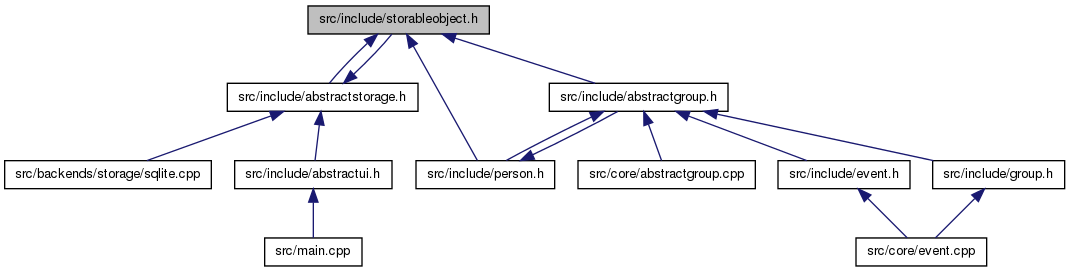 src/include/storableobject.h
src/include/abstractstorage.h
src/include/abstractgroup.h
src/backends/storage/sqlite.cpp
src/include/abstractui.h
src/include/person.h
src/core/abstractgroup.cpp
src/include/event.h
src/include/group.h
src/main.cpp
src/core/event.cpp